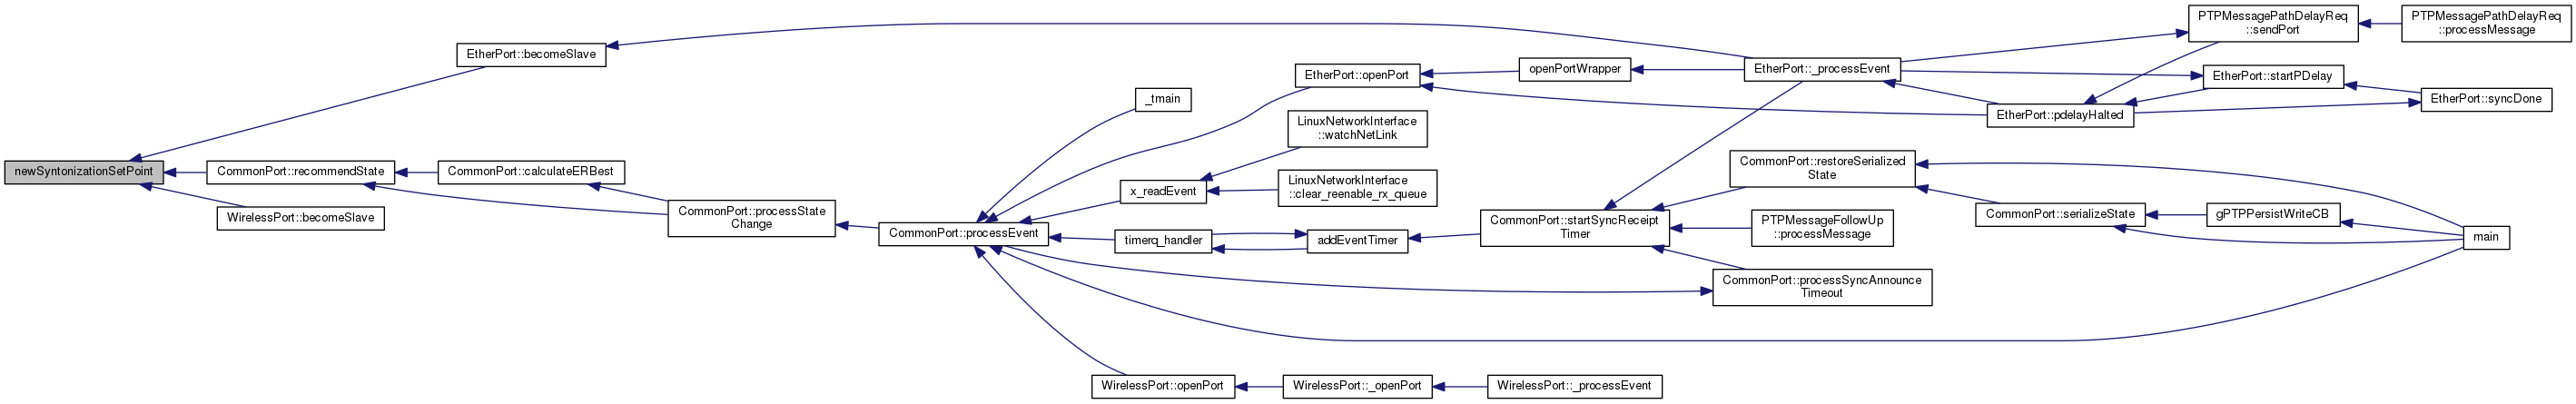 newSyntonizationSetPoint
EtherPort::becomeSlave
CommonPort::recommendState
WirelessPort::becomeSlave
CommonPort::calculateERBest
CommonPort::processState
Change
CommonPort::processEvent
_tmain
EtherPort::openPort
x_readEvent
timerq_handler
WirelessPort::openPort
LinuxNetworkInterface
::watchNetLink
LinuxNetworkInterface
::clear_reenable_rx_queue
addEventTimer
WirelessPort::_openPort
openPortWrapper
CommonPort::startSyncReceipt
Timer
WirelessPort::_processEvent
EtherPort::_processEvent
CommonPort::restoreSerialized
State
PTPMessageFollowUp
::processMessage
CommonPort::processSyncAnnounce
Timeout
EtherPort::pdelayHalted
CommonPort::serializeState
PTPMessagePathDelayReq
::sendPort
EtherPort::startPDelay
gPTPPersistWriteCB
PTPMessagePathDelayReq
::processMessage
EtherPort::syncDone
main